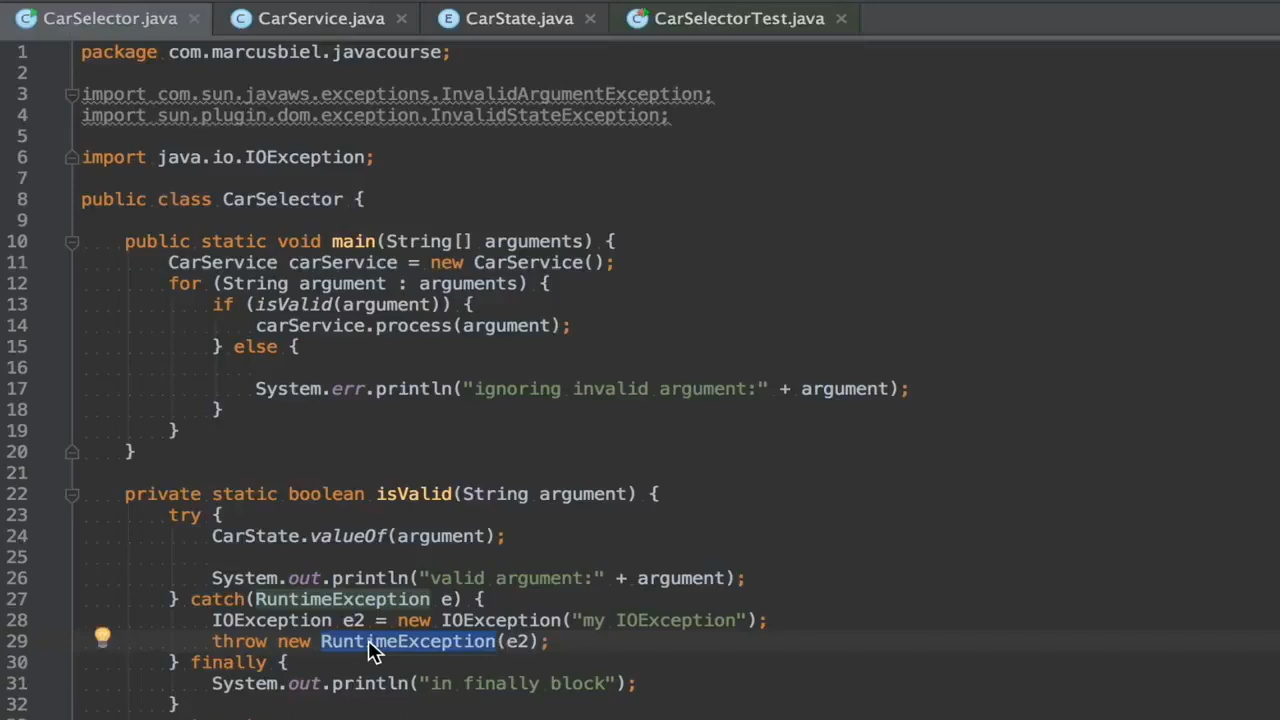 CarSelector.java × CarService.java × CarState.java × CarSelectorTest.java ×
1 package com.marcusbiel.javacourse;
2
3 import com.sun.javaws.exceptions.InvalidArgumentException;
4 import sun.plugin.dom.exception.InvalidStateException;
5
6 import java.io.IOException;
7
8 public class CarSelector {
9
10 public static void main(String[] arguments) {
11 CarService carService = new CarService();
12 for (String argument : arguments) {
13 if (isValid(argument)) {
14 carService.process(argument);
15 } else {
16
17 System.err.println("ignoring invalid argument:" + argument);
18 }
19 }
20 }
21
22 private static boolean isValid(String argument) {
23 try {
24 CarState.valueOf(argument);
25
26 System.out.println("valid argument:" + argument);
27 } catch(RuntimeException e) {
28 IOException e2 = new IOException("my IOException");
29 throw new RuntimeException(e2);
30 } finally {
31 System.out.println("in finally block");
32 }